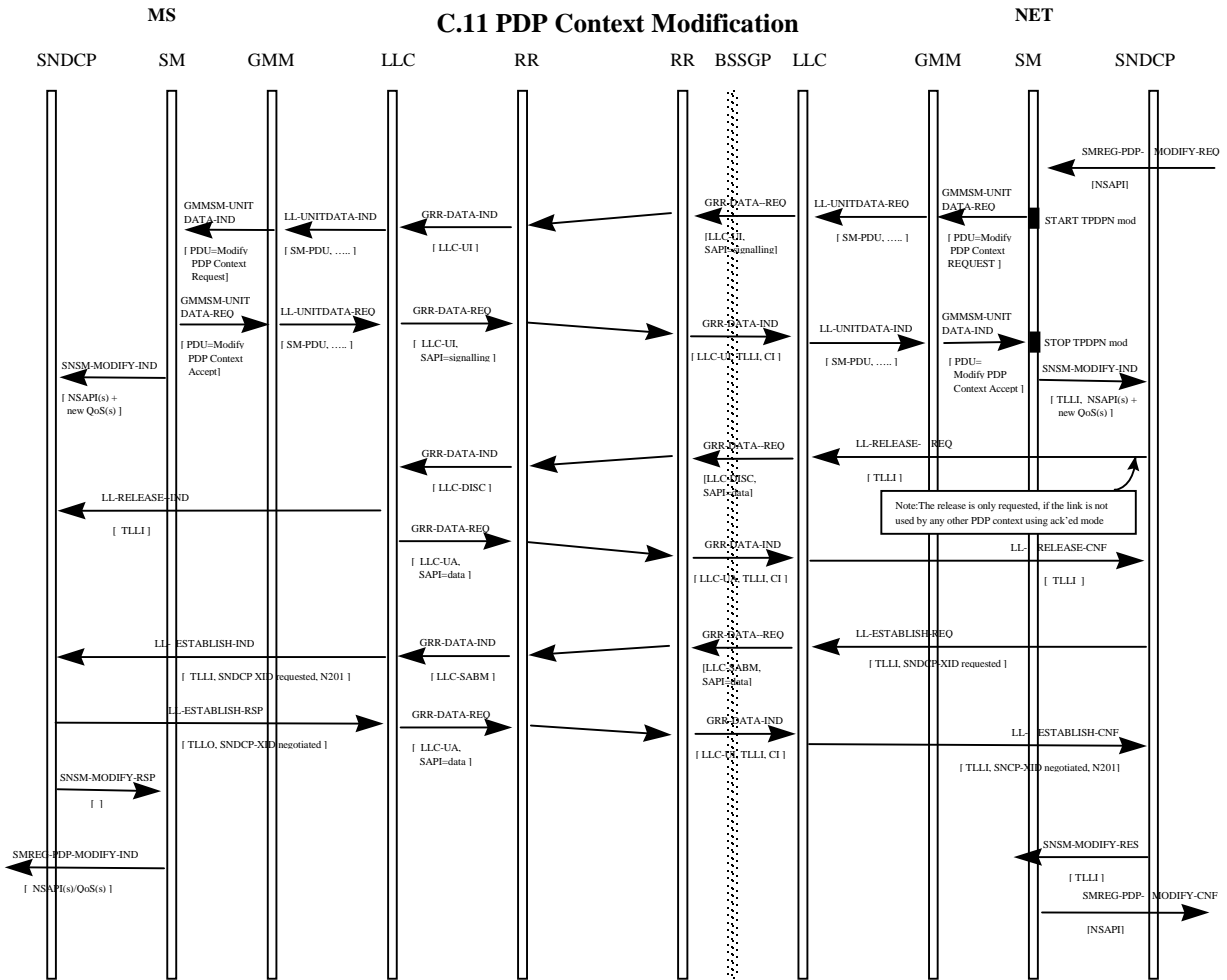 MS
C.11 PDP Context Modification
NET
SNDCP SM GMM LLC RR RR BSSGP LLC GMM SM SNDCP
SMREG-PDP- MODIFY-REQ
[NSAPI]
GMMSM-UNIT
DATA-IND
LL-UNITDATA-IND
GRR-DATA-IND
GRR-DATA--REQ
LL-UNITDATA-REQ
GMMSM-UNIT
DATA-REQ
START TPDPN mod
[ PDU=Modify
PDP Context
Request]
[ SM-PDU, ….. ]
[ LLC-UI ]
[LLC-UI,
SAPI=signalling]
[ SM-PDU, ….. ]
[ PDU=Modify
PDP Context
REQUEST ]
GMMSM-UNIT
DATA-REQ
LL-UNITDATA-REQ
GRR-DATA-REQ
GRR-DATA-IND
LL-UNITDATA-IND
GMMSM-UNIT
DATA-IND
STOP TPDPN mod
[ PDU=Modify
PDP Context
Accept]
[ SM-PDU, ….. ]
[ LLC-UI,
SAPI=signalling ]
[ LLC-UI, TLLI, CI ]
[ SM-PDU, ….. ]
[ PDU=
Modify PDP
Context Accept ]
SNSM-MODIFY-IND
SNSM-MODIFY-IND
[ NSAPI(s) +
new QoS(s) ]
[ TLLI, NSAPI(s) +
new QoS(s) ]
GRR-DATA-IND
GRR-DATA--REQ
LL-RELEASE- REQ
[ LLC-DISC]
[LLC-DISC,
SAPI=data]
[ TLLI ]
LL-RELEASE--IND
Note:The release is only requested, if the link is not
used by any other PDP context using ack'ed mode
[ TLLI ]
GRR-DATA-REQ
GRR-DATA-IND
LL- RELEASE-CNF
[ LLC-UA,
SAPI=data ]
[ LLC-UA, TLLI, CI ]
[ TLLI ]
LL- ESTABLISH-IND
GRR-DATA-IND
GRR-DATA--REQ
LL-ESTABLISH-REQ
[ TLLI, SNDCP XID requested, N201 ]
[ LLC-SABM ]
[LLC-SABM,
SAPI=data]
[ TLLI, SNDCP-XID requested ]
LL-ESTABLISH-RSP
GRR-DATA-REQ
GRR-DATA-IND
LL- ESTABLISH-CNF
[ TLLO, SNDCP-XID negotiated ]
[ LLC-UA,
SAPI=data ]
[ LLC-UI, TLLI, CI ]
[ TLLI, SNCP-XID negotiated, N201]
SNSM-MODIFY-RSP
[ ]
SMREG-PDP-MODIFY-IND
SNSM-MODIFY-RES
[ NSAPI(s)/QoS(s) ]
[ TLLI ]
SMREG-PDP- MODIFY-CNF
[NSAPI]